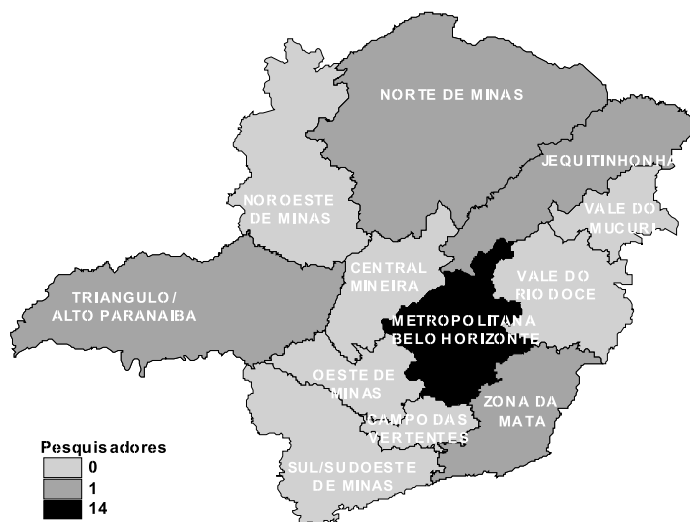 NORTE DE MINAS
JEQUITINHONHA
NOROESTE
DE MINAS
VALE DO
MUCURI
CENTRAL
MINEIRA
VALE DO
RIO DOCE
TRIANGULO/
ALTO PARANAIBA
METROPOLITANA
BELO HORIZONTE
OESTE DE
MINAS
ZONA DA
MATA
CAMPO DAS
VERTENTES
SUL/SUDOESTE
DE MINAS
Pesquisadores
0
1
14